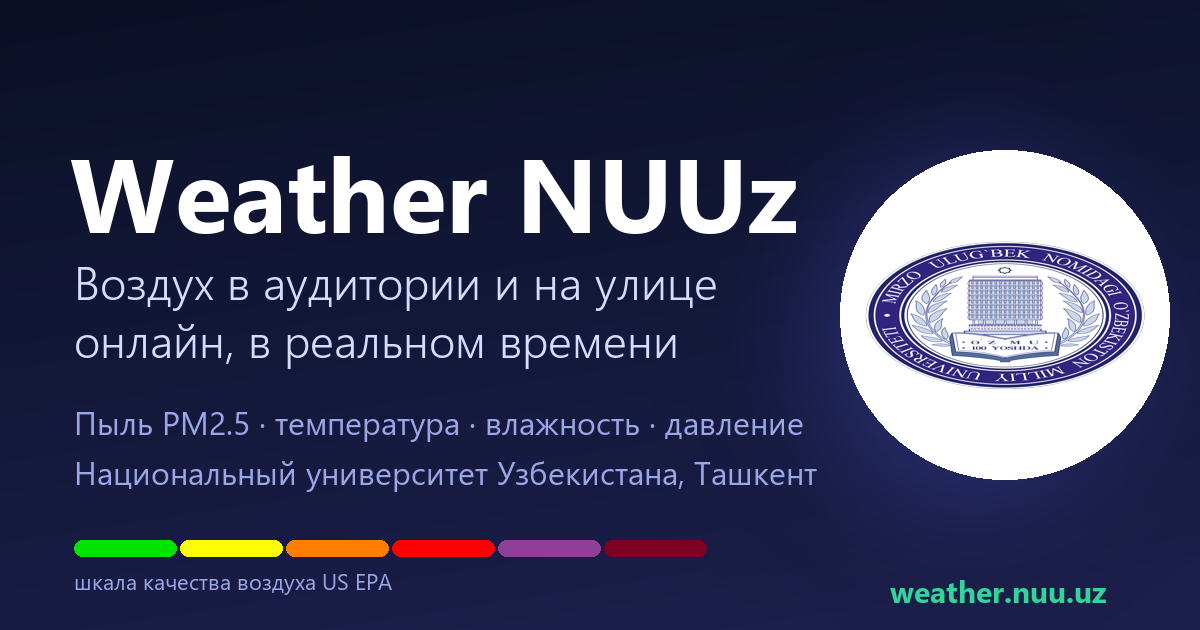 Weather NUUz
Воздух в аудитории и на улице
онлайн, в реальном времени
Пыль PM2.5 · температура · влажность · давление
Национальный университет Узбекистана, Ташкент
шкала качества воздуха US EPA
MIRZO ULUG‘BEK NOMIDAGI O‘ZBEKISTON MILLIY UNIVERSITETI
O‘ Z M U
100 YOSHDA
weather.nuu.uz